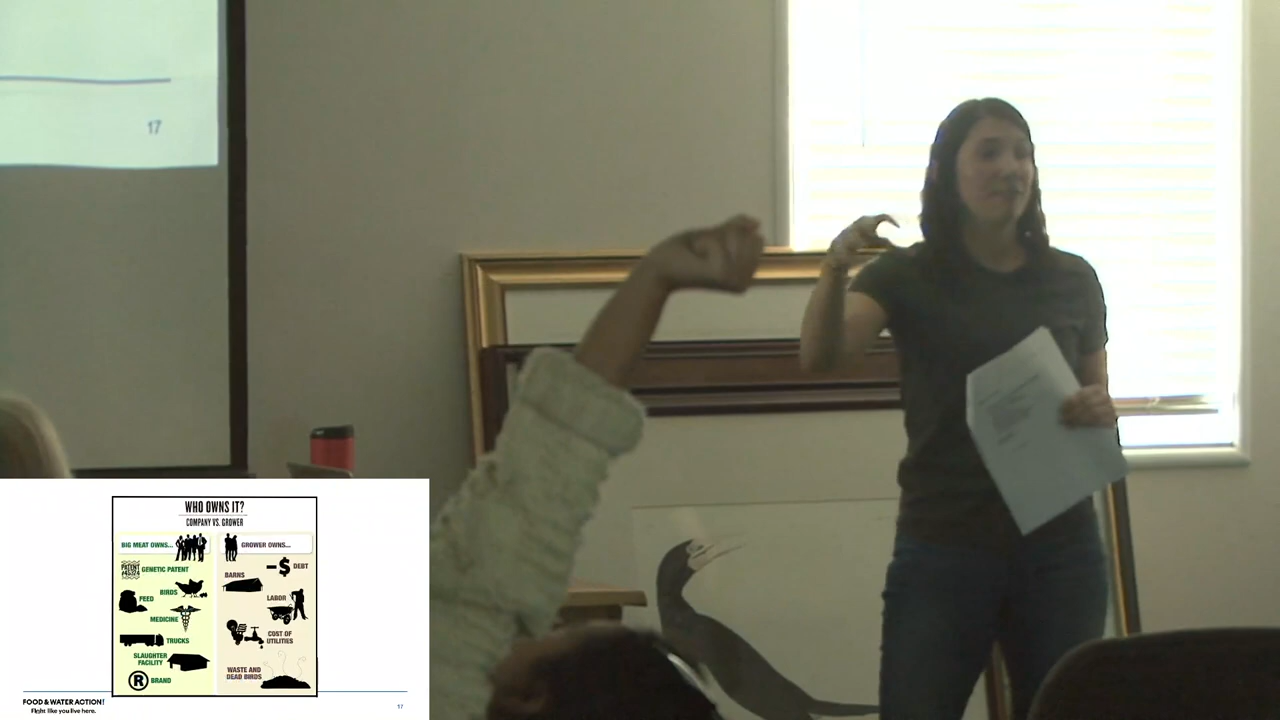 17
WHO OWNS IT?
COMPANY VS. GROWER
BIG MEAT OWNS...
GENETIC PATENT
BIRDS
FEED
MEDICINE
TRUCKS
SLAUGHTER
FACILITY
® BRAND
GROWER OWNS...
-$ DEBT
BARNS
LABOR
COST OF
UTILITIES
WASTE AND
DEAD BIRDS
FOOD & WATER ACTION!
Fight like you live here.
17